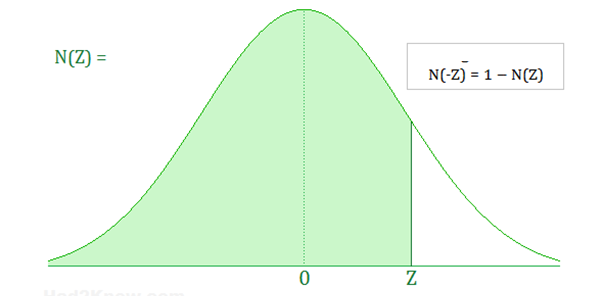 N(Z) =
N(-Z) = 1 – N(Z)
0
Z